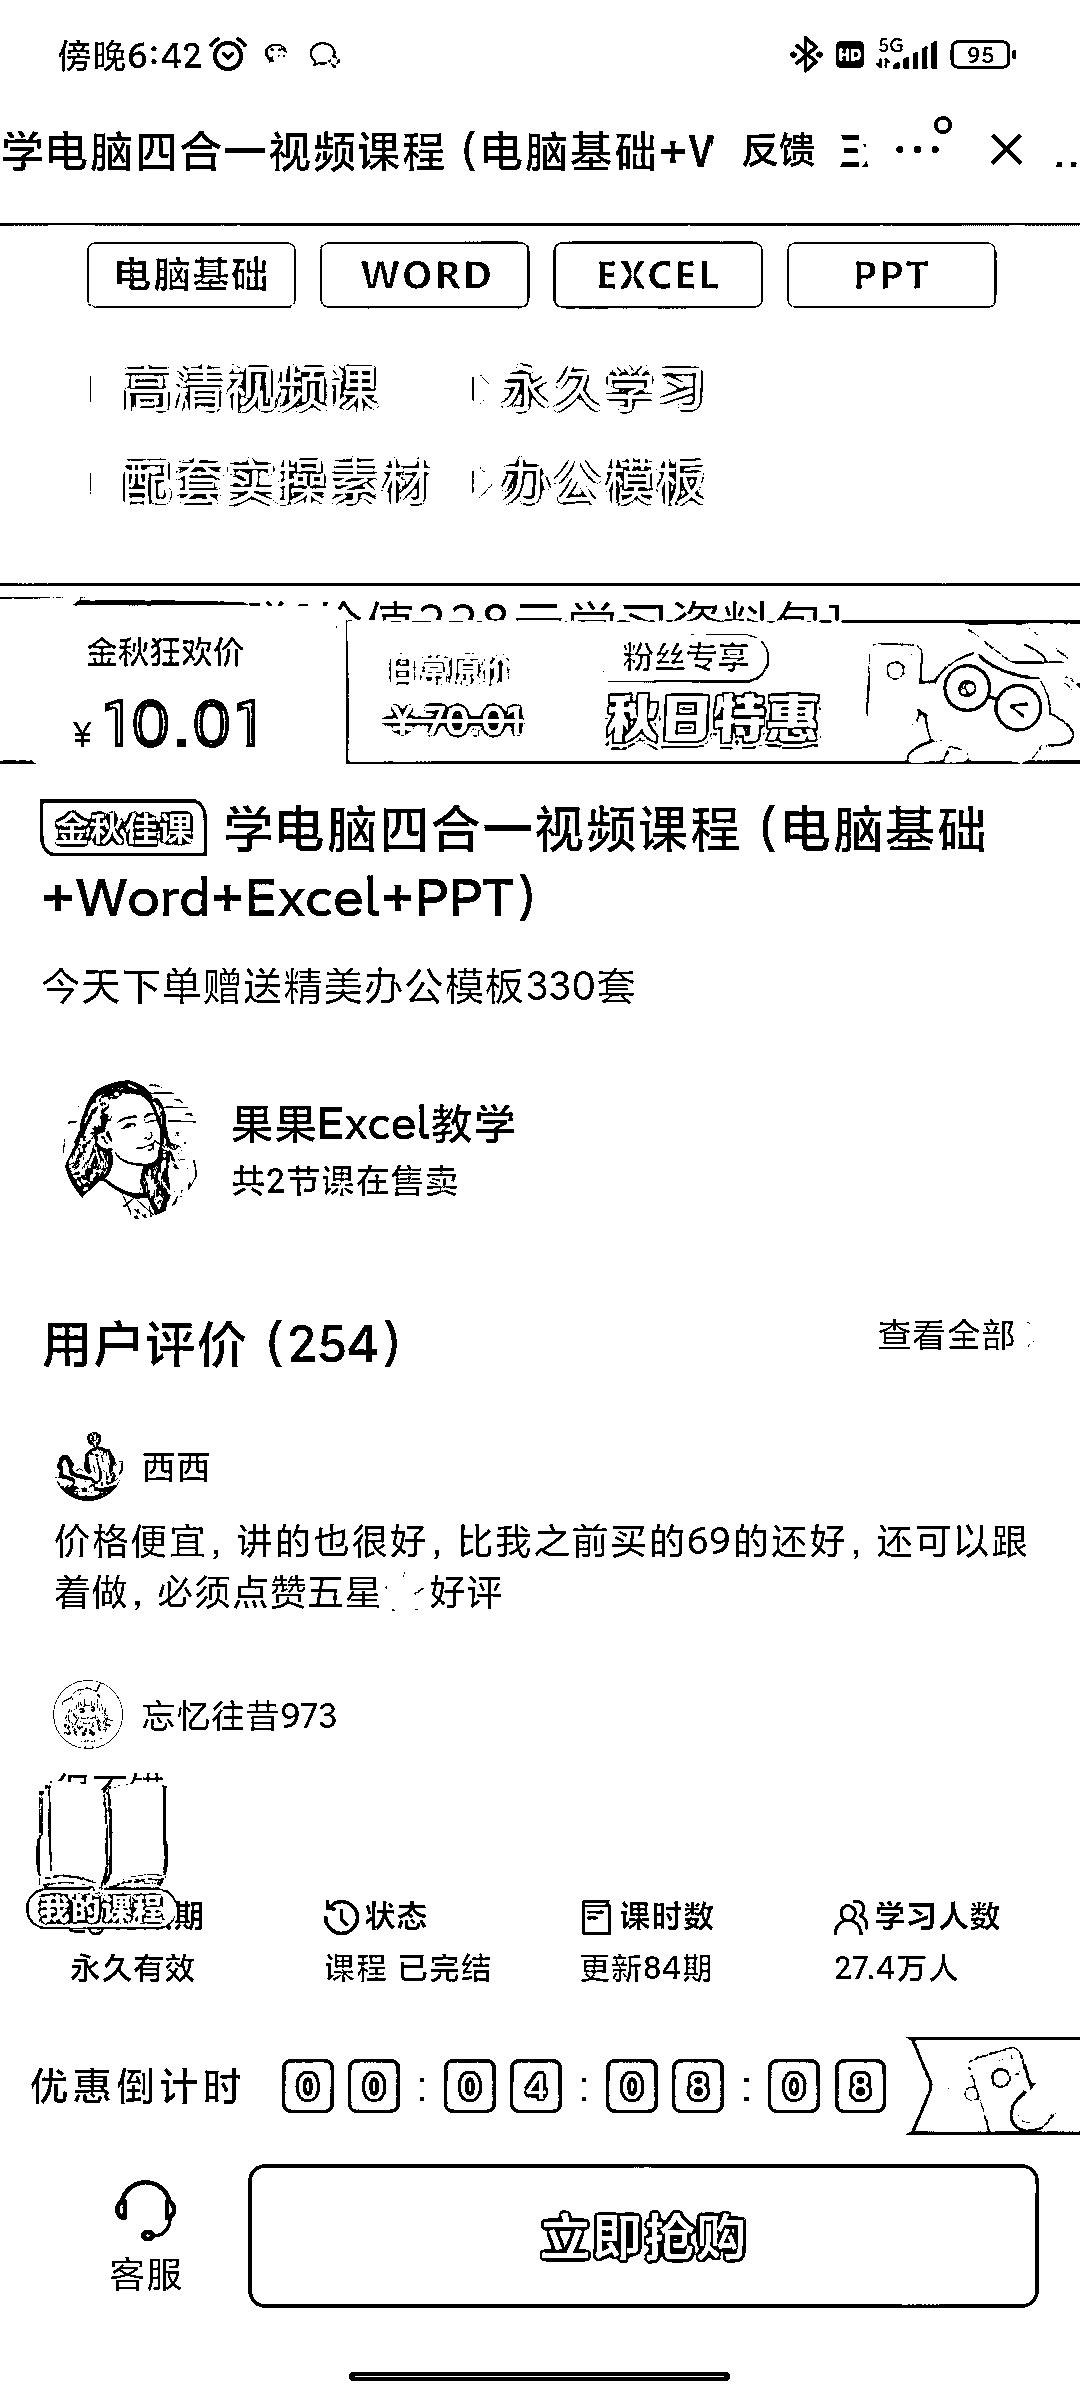 傍晚6:42 HD 5G 95
学电脑四合一视频课程（电脑基础+W 反馈
电脑基础 WORD EXCEL PPT
高清视频课 永久学习
配套实操素材 办公模板
价值238元学习资料包】
金秋狂欢价 日常原价 粉丝专享
¥10.01 ¥70.01 秋日特惠
金秋佳课 学电脑四合一视频课程（电脑基础
+Word+Excel+PPT）
今天下单赠送精美办公模板330套
果果Excel教学
共2节课在售卖
用户评价（254） 查看全部
西西
价格便宜，讲的也很好，比我之前买的69的还好，还可以跟
着做，必须点赞五星 好评
忘忆往昔973
很不错
我的课程 期 状态 课时数 学习人数
永久有效 课程 已完结 更新84期 27.4万人
优惠倒计时 00:04:08:08
客服 立即抢购